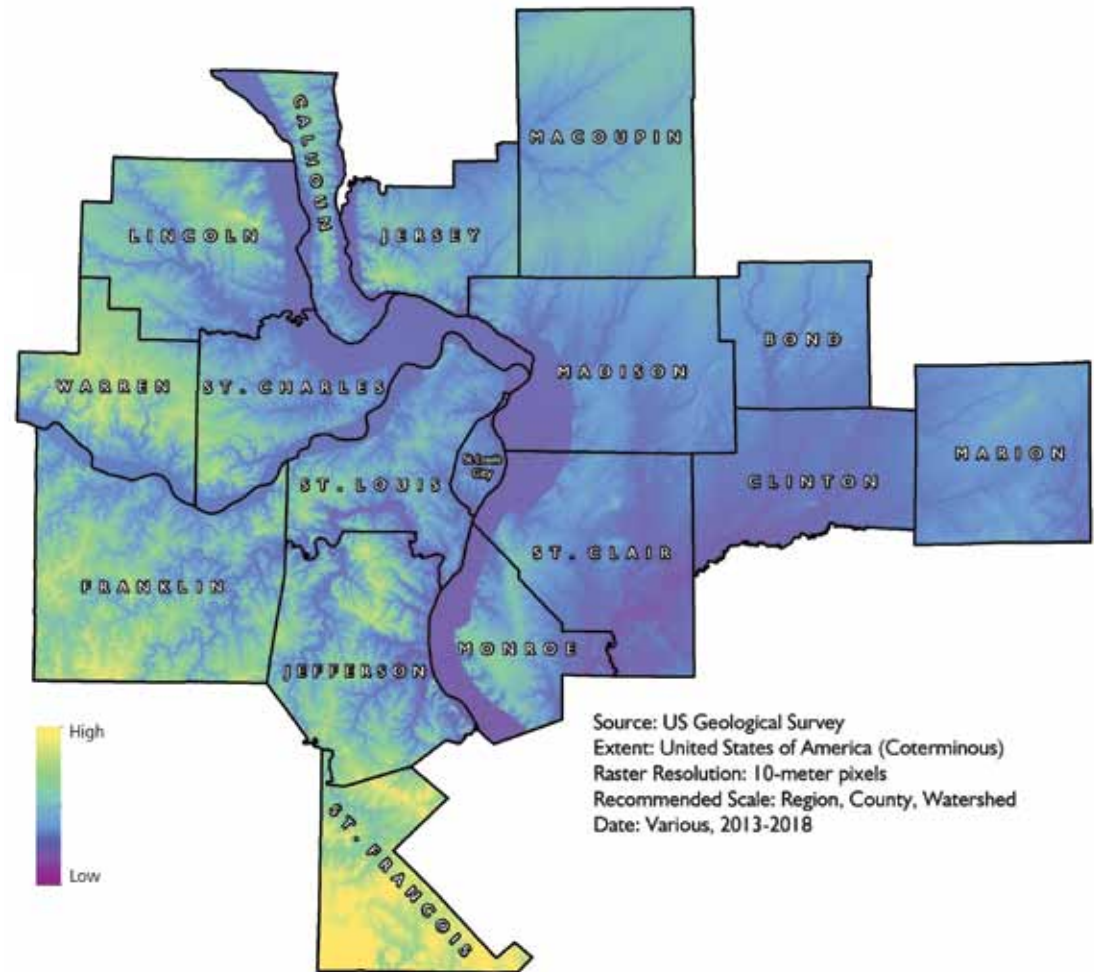 CALHOUN
MACOUPIN
LINCOLN
JERSEY
BOND
WARREN
ST. CHARLES
MADISON
MARION
ST. LOUIS
St. Louis
City
CLINTON
ST. CLAIR
FRANKLIN
MONROE
JEFFERSON
ST. FRANCOIS
High
Low
Source: US Geological Survey
Extent: United States of America (Coterminous)
Raster Resolution: 10-meter pixels
Recommended Scale: Region, County, Watershed
Date: Various, 2013-2018